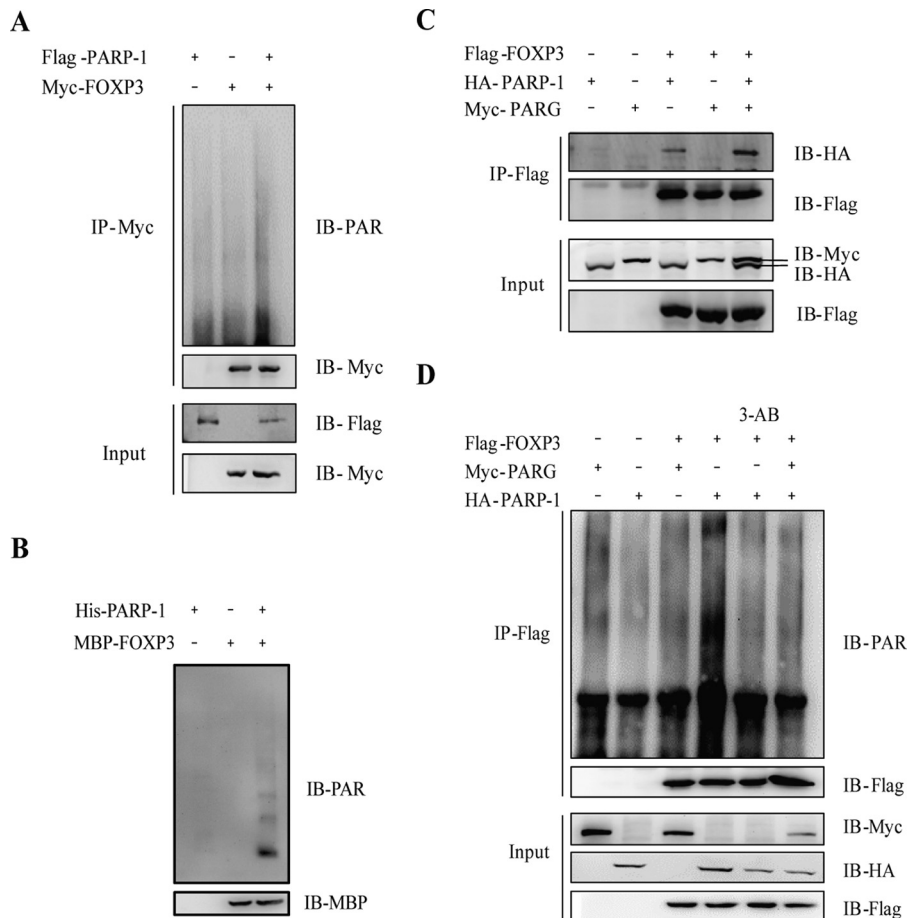 A
Flag-PARP-1 + - +
Myc-FOXP3 - + +
IP-Myc
IB-PAR
IB- Myc
Input
IB- Flag
IB- Myc
B
His-PARP-1 + - +
MBP-FOXP3 - + +
IB-PAR
IB-MBP
C
Flag-FOXP3 - - + + +
HA-PARP-1 + - + - +
Myc-PARG - + - + +
IP-Flag
IB-HA
IB-Flag
Input
IB-Myc
IB-HA
IB-Flag
D
3-AB
Flag-FOXP3 - - + + + +
Myc-PARG + - + - - +
HA-PARP-1 - + - + + +
IP-Flag
IB-PAR
IB-Flag
Input
IB-Myc
IB-HA
IB-Flag